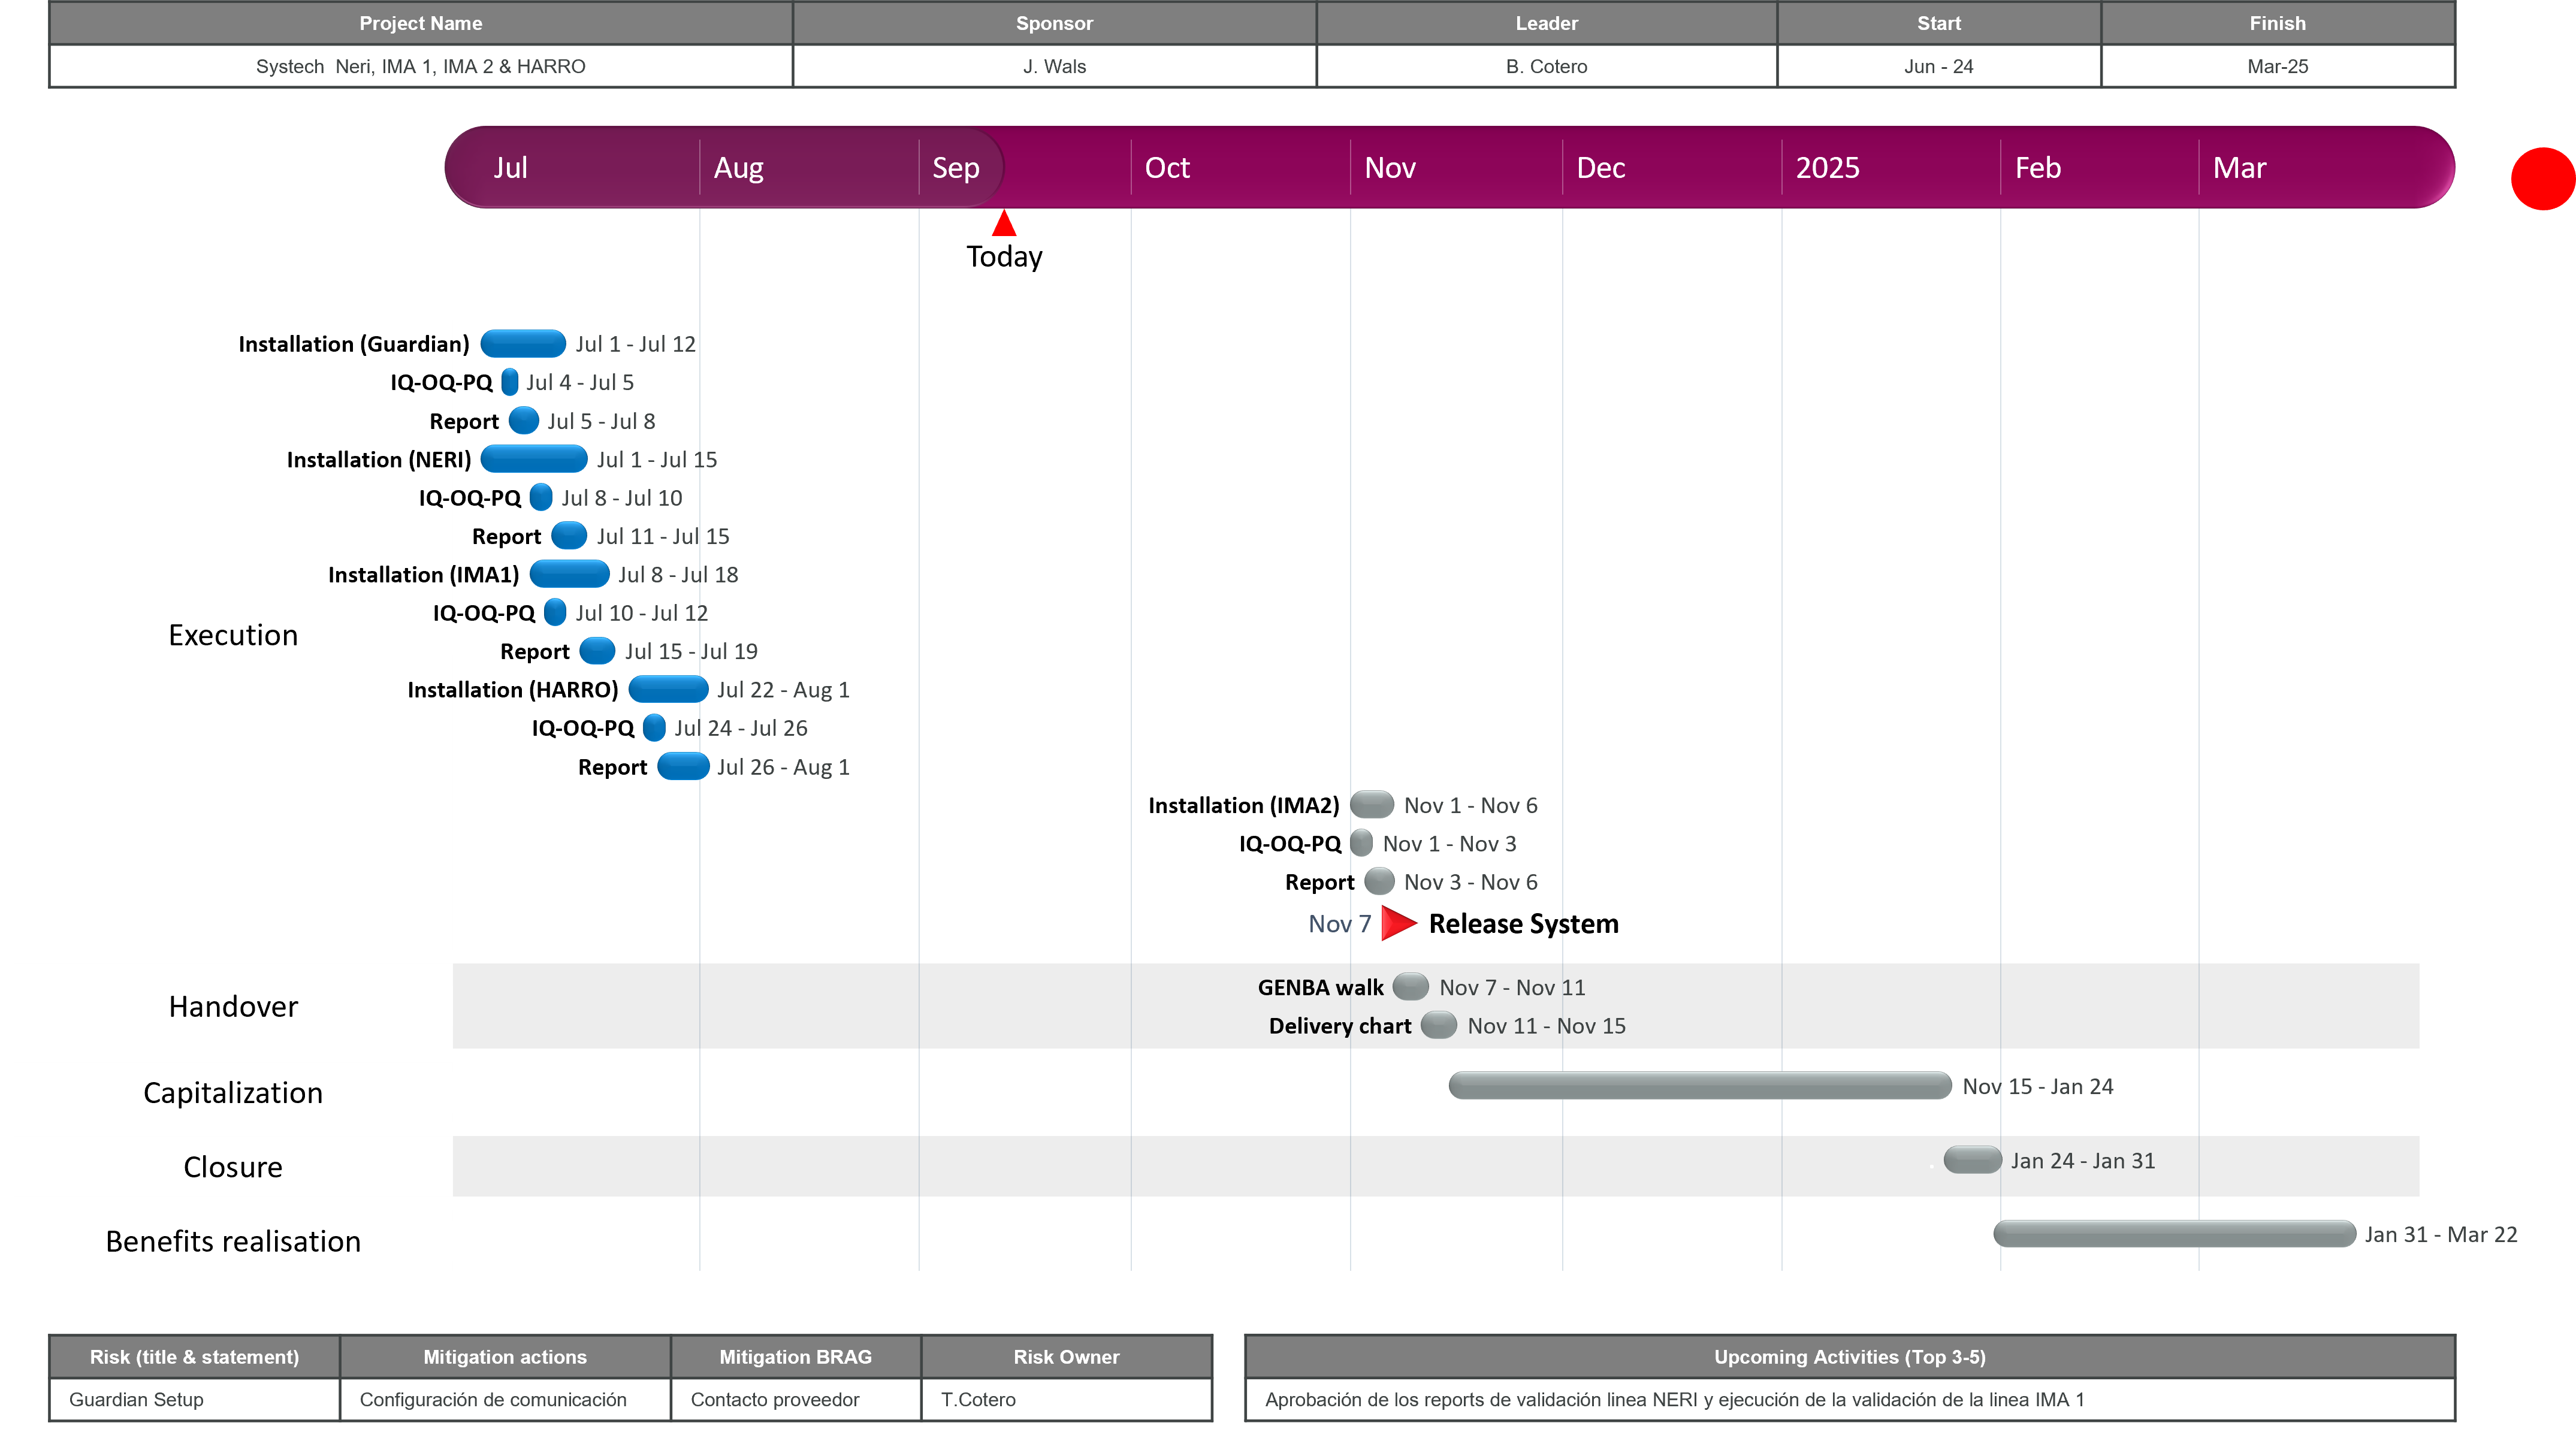 Project Name Sponsor Leader Start Finish
Systech  Neri, IMA 1, IMA 2 & HARRO J. Wals B. Cotero Jun - 24 Mar-25
Jul Aug Sep Oct Nov Dec 2025 Feb Mar
Today
Installation (Guardian) Jul 1 - Jul 12
IQ-OQ-PQ Jul 4 - Jul 5
Report Jul 5 - Jul 8
Installation (NERI) Jul 1 - Jul 15
IQ-OQ-PQ Jul 8 - Jul 10
Report Jul 11 - Jul 15
Installation (IMA1) Jul 8 - Jul 18
IQ-OQ-PQ Jul 10 - Jul 12
Execution
Report Jul 15 - Jul 19
Installation (HARRO) Jul 22 - Aug 1
IQ-OQ-PQ Jul 24 - Jul 26
Report Jul 26 - Aug 1
Installation (IMA2) Nov 1 - Nov 6
IQ-OQ-PQ Nov 1 - Nov 3
Report Nov 3 - Nov 6
Nov 7 Release System
Handover
GENBA walk Nov 7 - Nov 11
Delivery chart Nov 11 - Nov 15
Capitalization Nov 15 - Jan 24
Closure Jan 24 - Jan 31
Benefits realisation Jan 31 - Mar 22
Risk (title & statement) Mitigation actions Mitigation BRAG Risk Owner
Guardian Setup Configuración de comunicación Contacto proveedor T.Cotero
Upcoming Activities (Top 3-5)
Aprobación de los reports de validación linea NERI y ejecución de la validación de la linea IMA 1